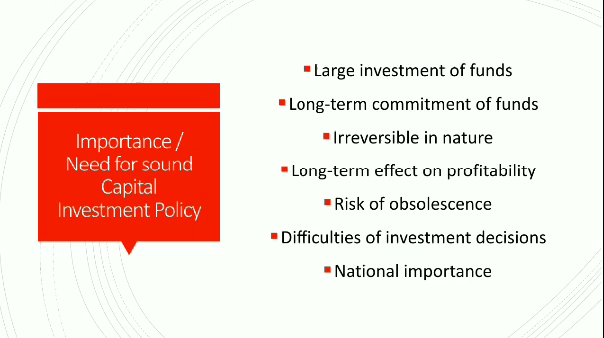 Importance /
Need for sound
Capital
Investment Policy
Large investment of funds
Long-term commitment of funds
Irreversible in nature
Long-term effect on profitability
Risk of obsolescence
Difficulties of investment decisions
National importance